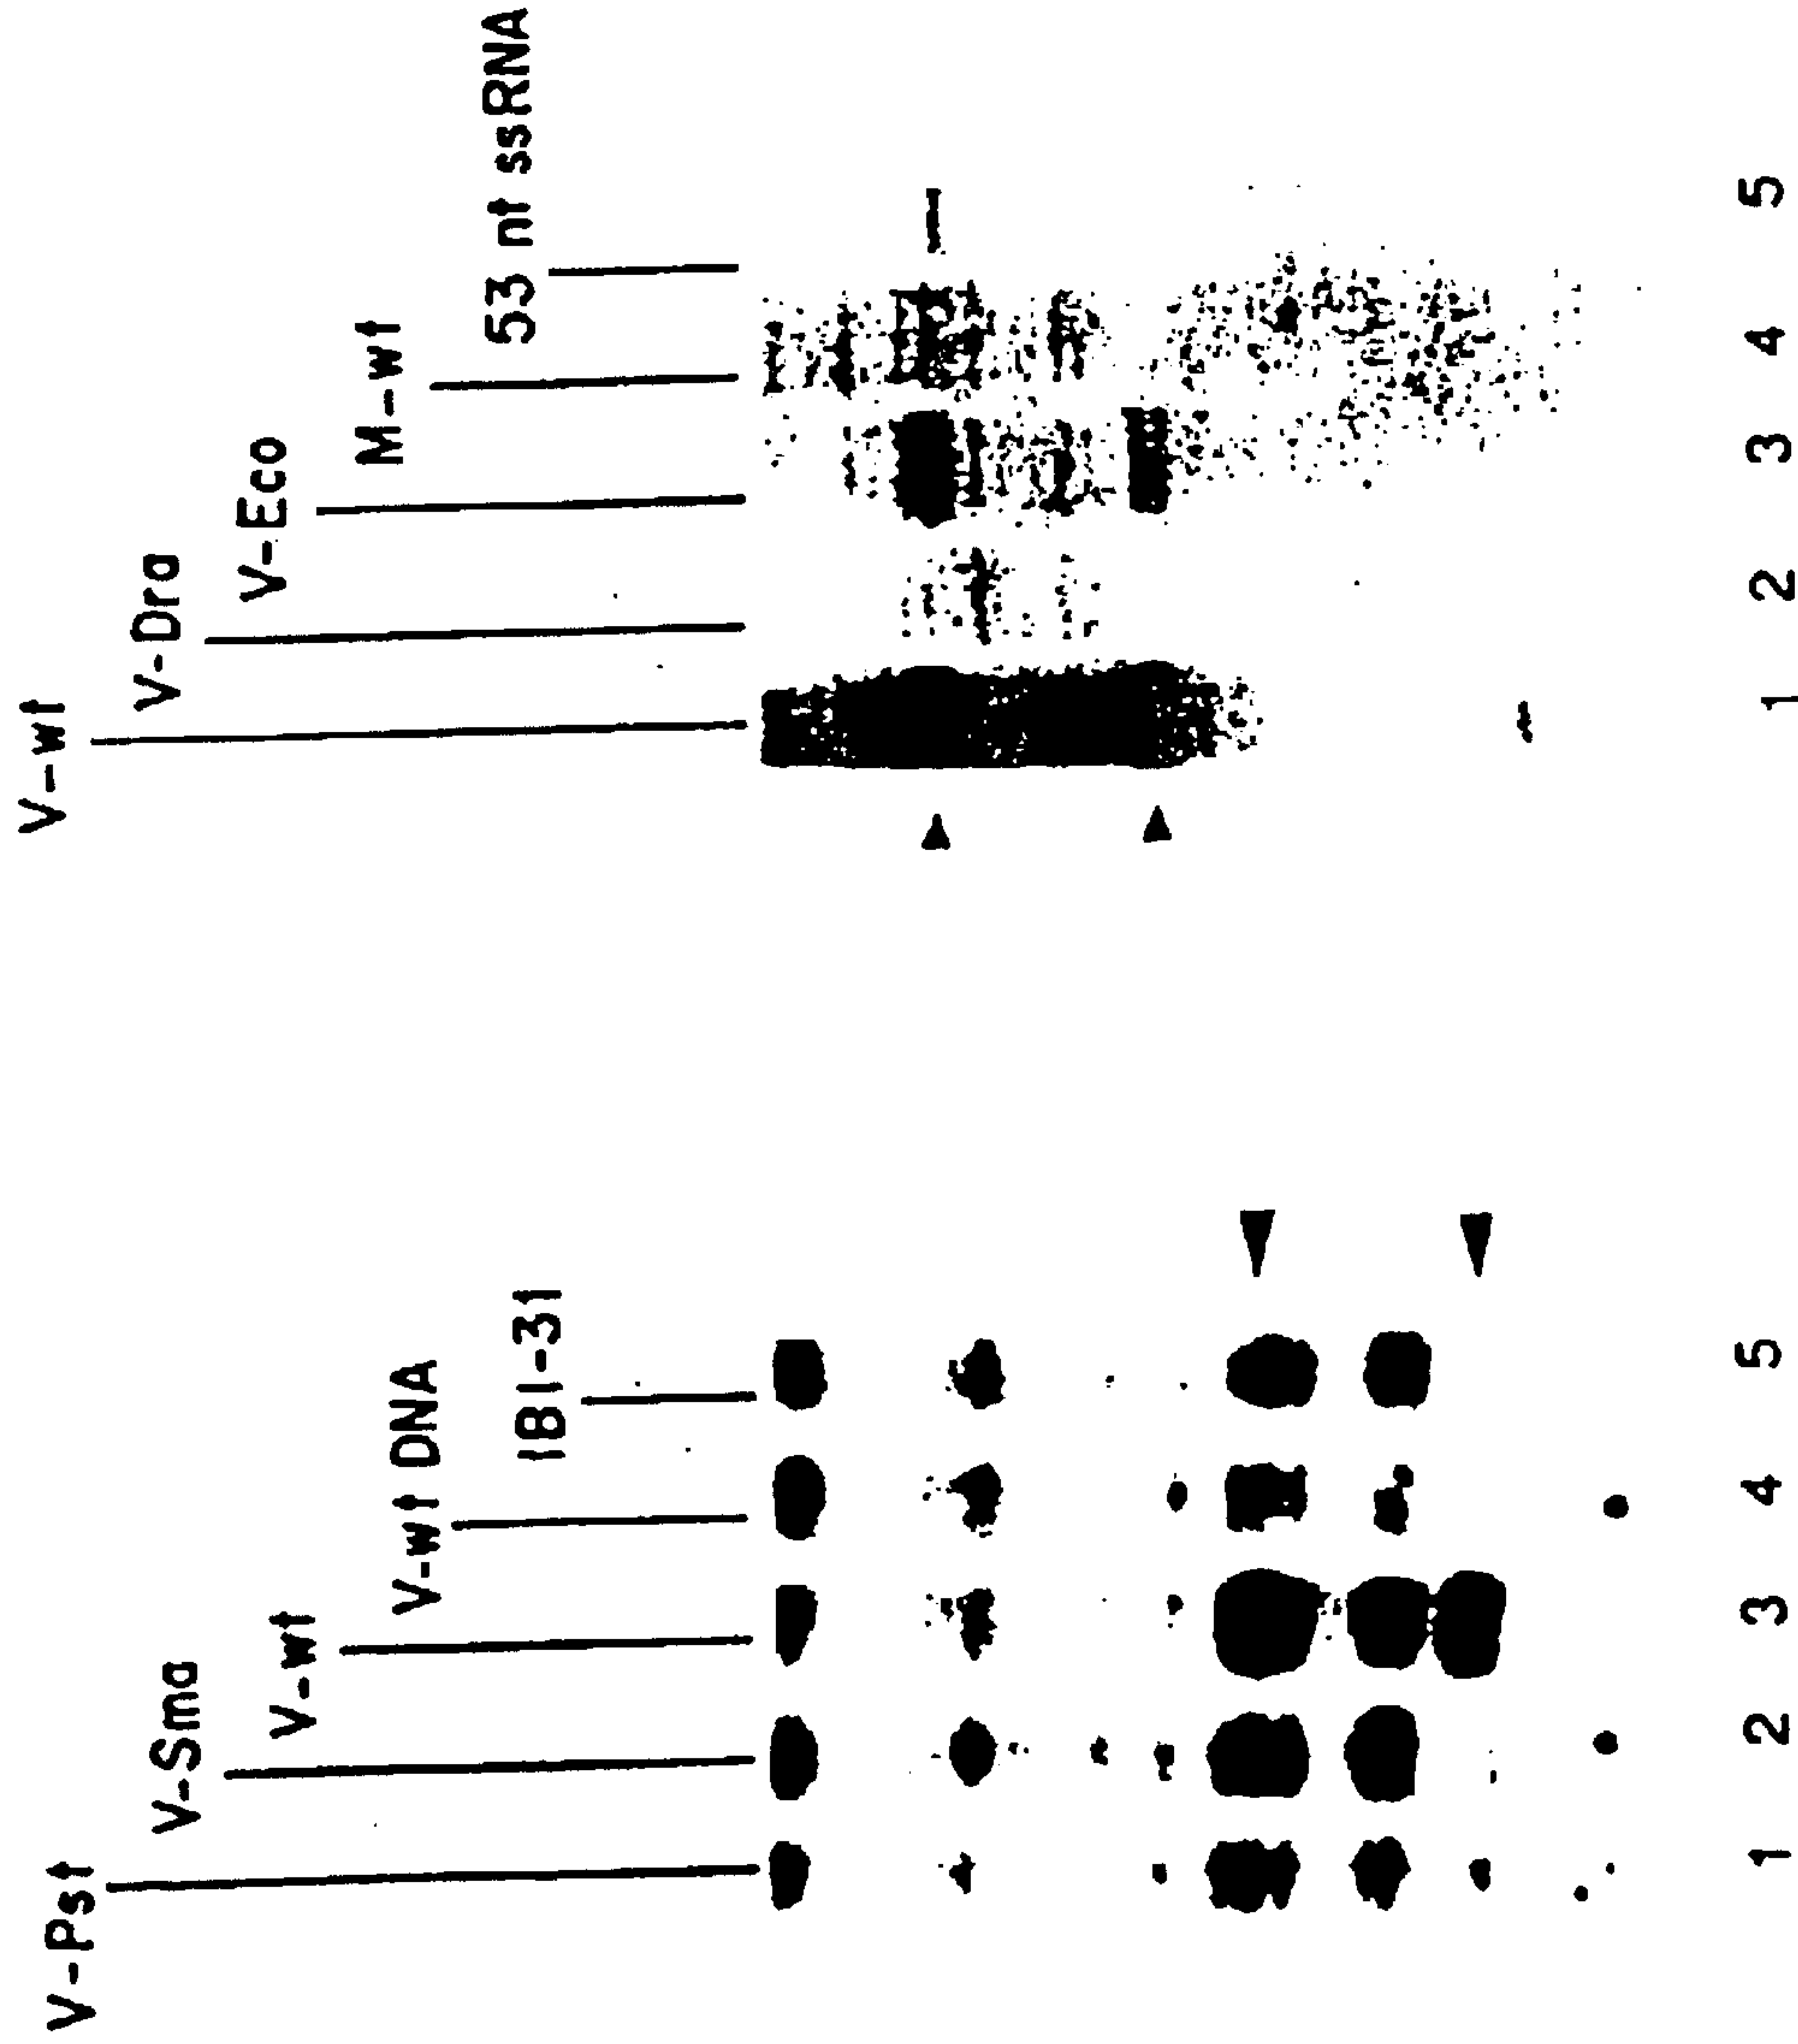 V-Pst
V-Sma
V-wt
V-wt DNA
181-31
1 2 3 4 5
V-wt
V-Dra
V-Eco
M-wt
53 nt ssRNA
1 2 3 4 5